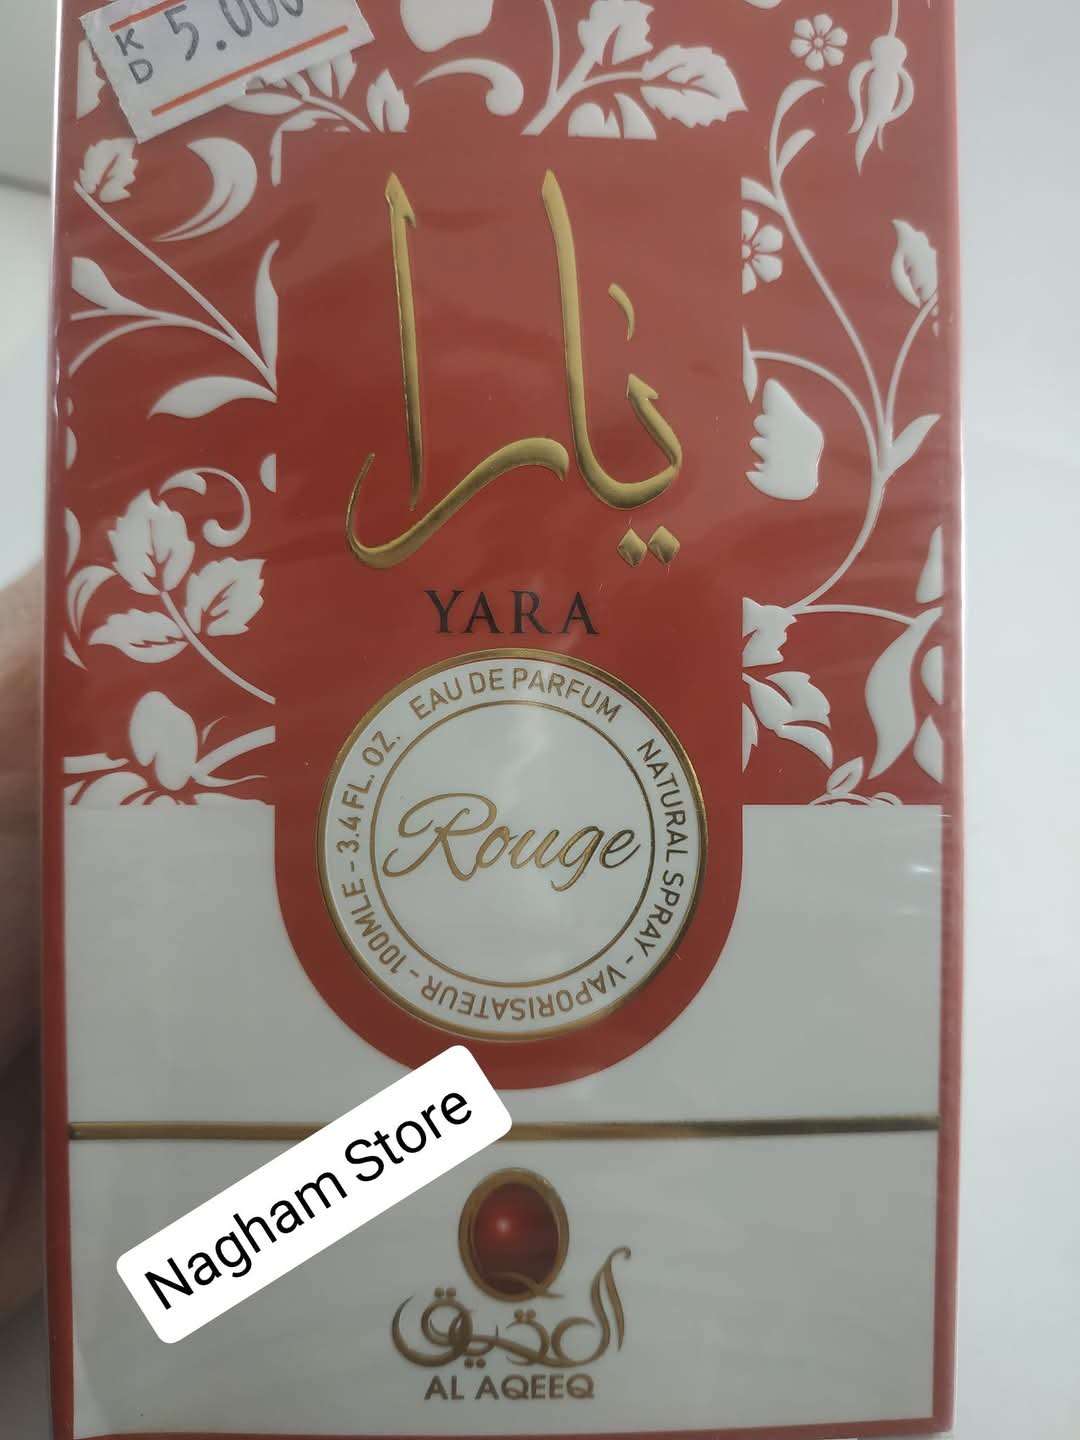 KD 5.000
يارا
YARA
EAU DE PARFUM
NATURAL SPRAY - VAPORISATEUR - 100MLE - 3.4 FL. OZ.
Rouge
Nagham Store
العقيق
AL AQEEQ